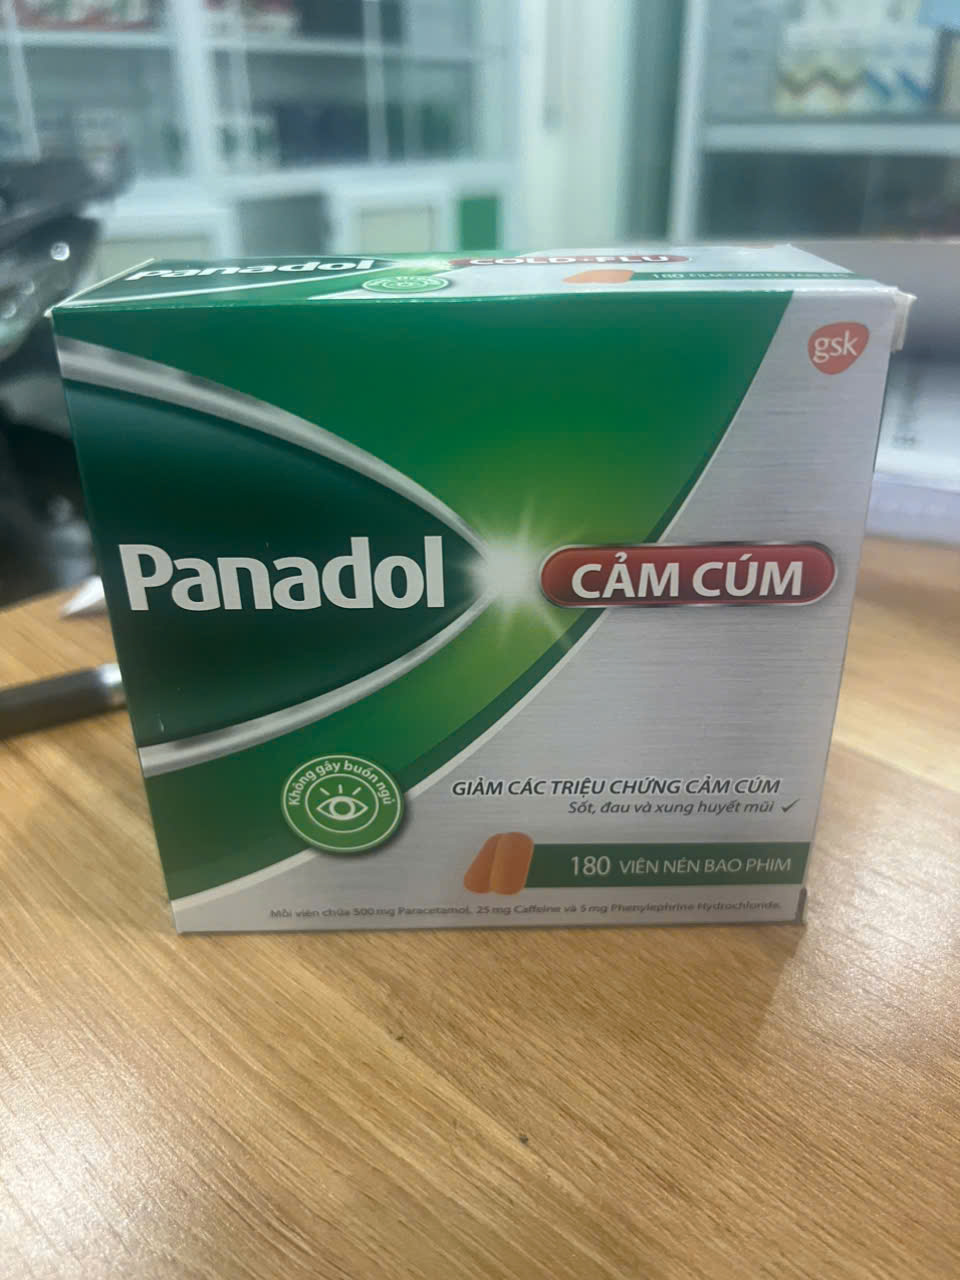 Panadol COLD+FLU
180 FILM-COATED TABLETS
gsk
Panadol CẢM CÚM
Không gây buồn ngủ
GIẢM CÁC TRIỆU CHỨNG CẢM CÚM
Sốt, đau và xung huyết mũi
180 VIÊN NÉN BAO PHIM
Mỗi viên chứa 500 mg Paracetamol, 25 mg Caffeine và 5 mg Phenylephrine Hydrochloride.